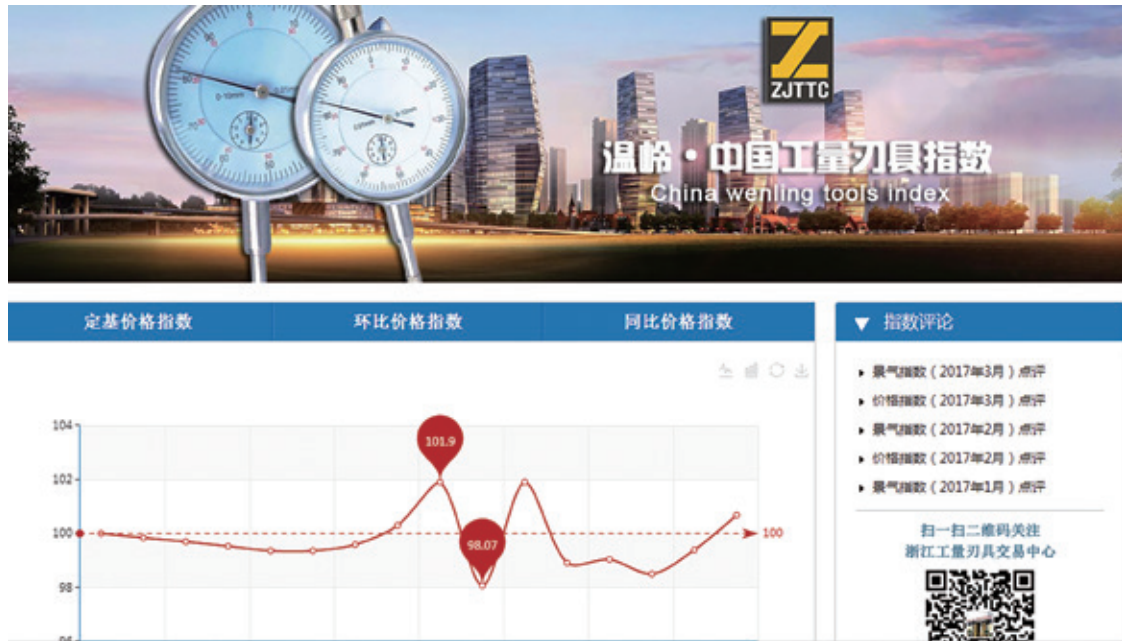 ZJTTC
温岭·中国工量刃具指数
China wenling tools index
定基价格指数
环比价格指数
同比价格指数
指数评论
景气指数（2017年3月）点评
价格指数（2017年3月）点评
景气指数（2017年2月）点评
价格指数（2017年2月）点评
景气指数（2017年1月）点评
扫一扫二维码关注
浙江工量刃具交易中心
104
102
100
98
96
101.9
98.07
100